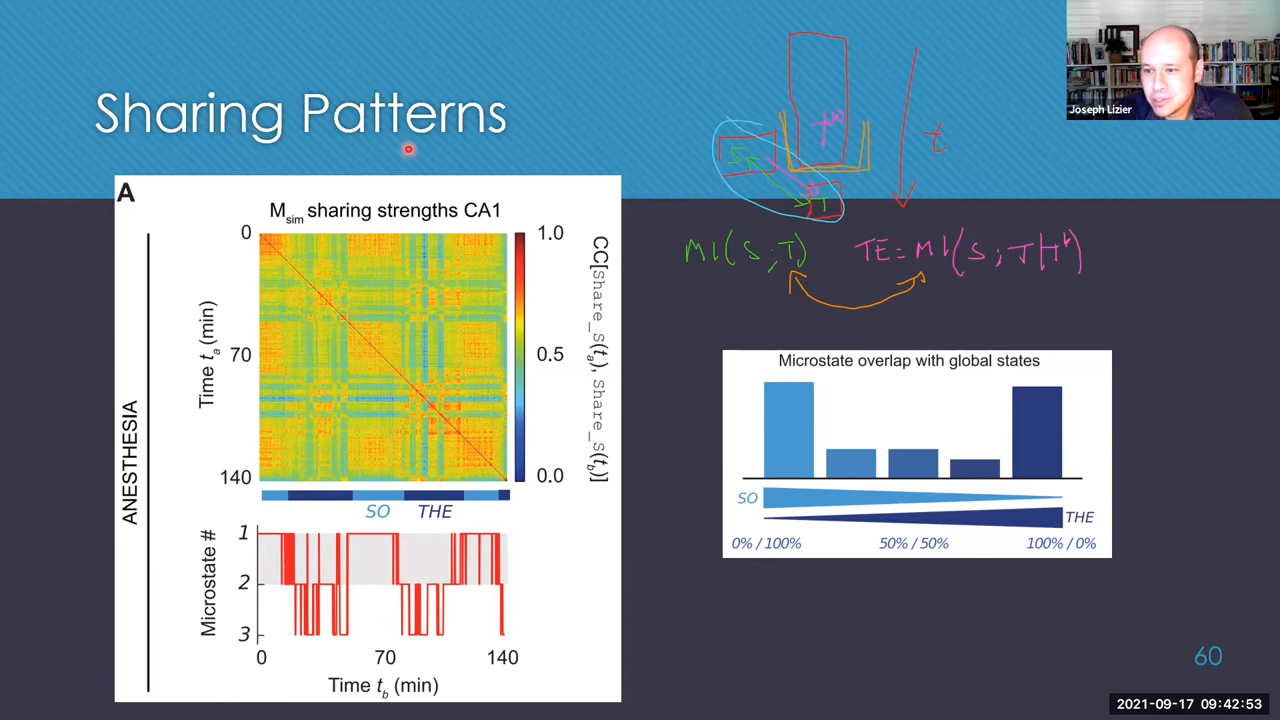 Joseph Lizier
Sharing Patterns
t
S
T
MI(S;T)
A
M_sim sharing strengths CA1
0
70
140
Time t_a (min)
1.0
0.5
0.0
CC[Share_S(t_a), Share_S(t_b)]
ANESTHESIA
SO
THE
Microstate #
1
2
3
0
70
140
Time t_b (min)
Microstate overlap with global states
SO
THE
0% / 100%
50% / 50%
100% / 0%
60
2021-09-17 09:42:53